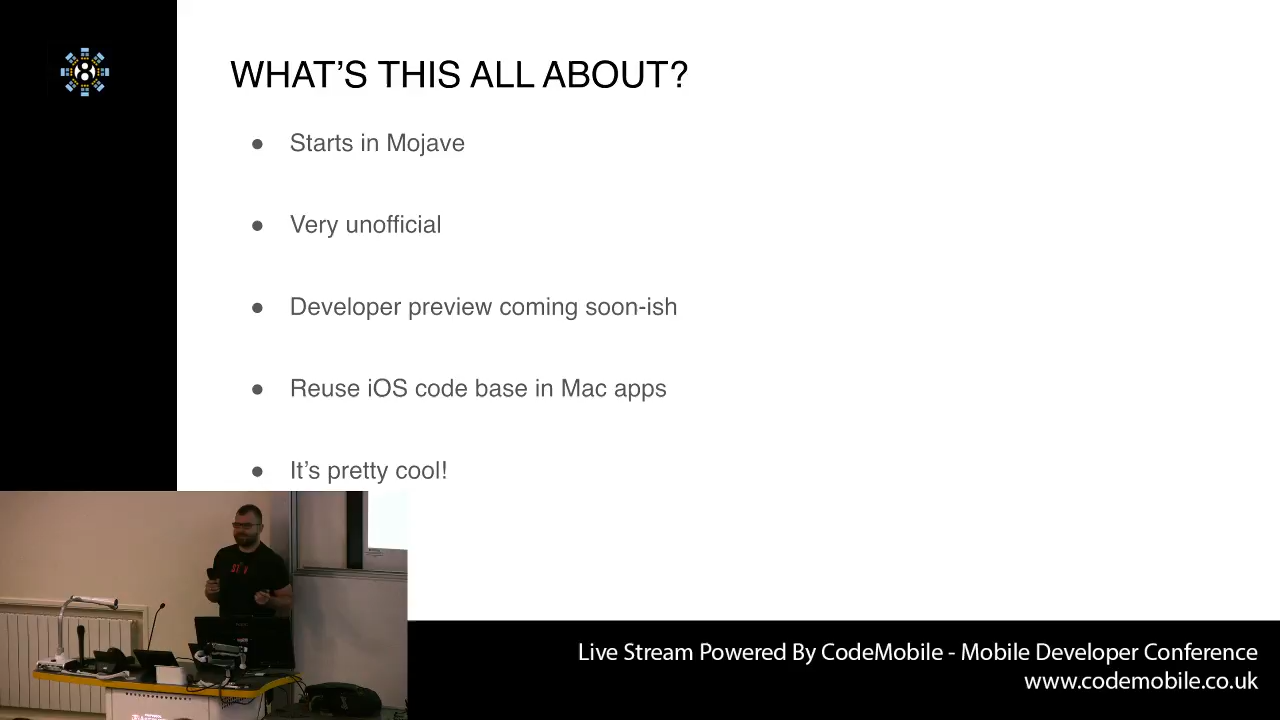 8
WHAT'S THIS ALL ABOUT?
● Starts in Mojave
● Very unofficial
● Developer preview coming soon-ish
● Reuse iOS code base in Mac apps
● It's pretty cool!
Live Stream Powered By CodeMobile - Mobile Developer Conference
www.codemobile.co.uk